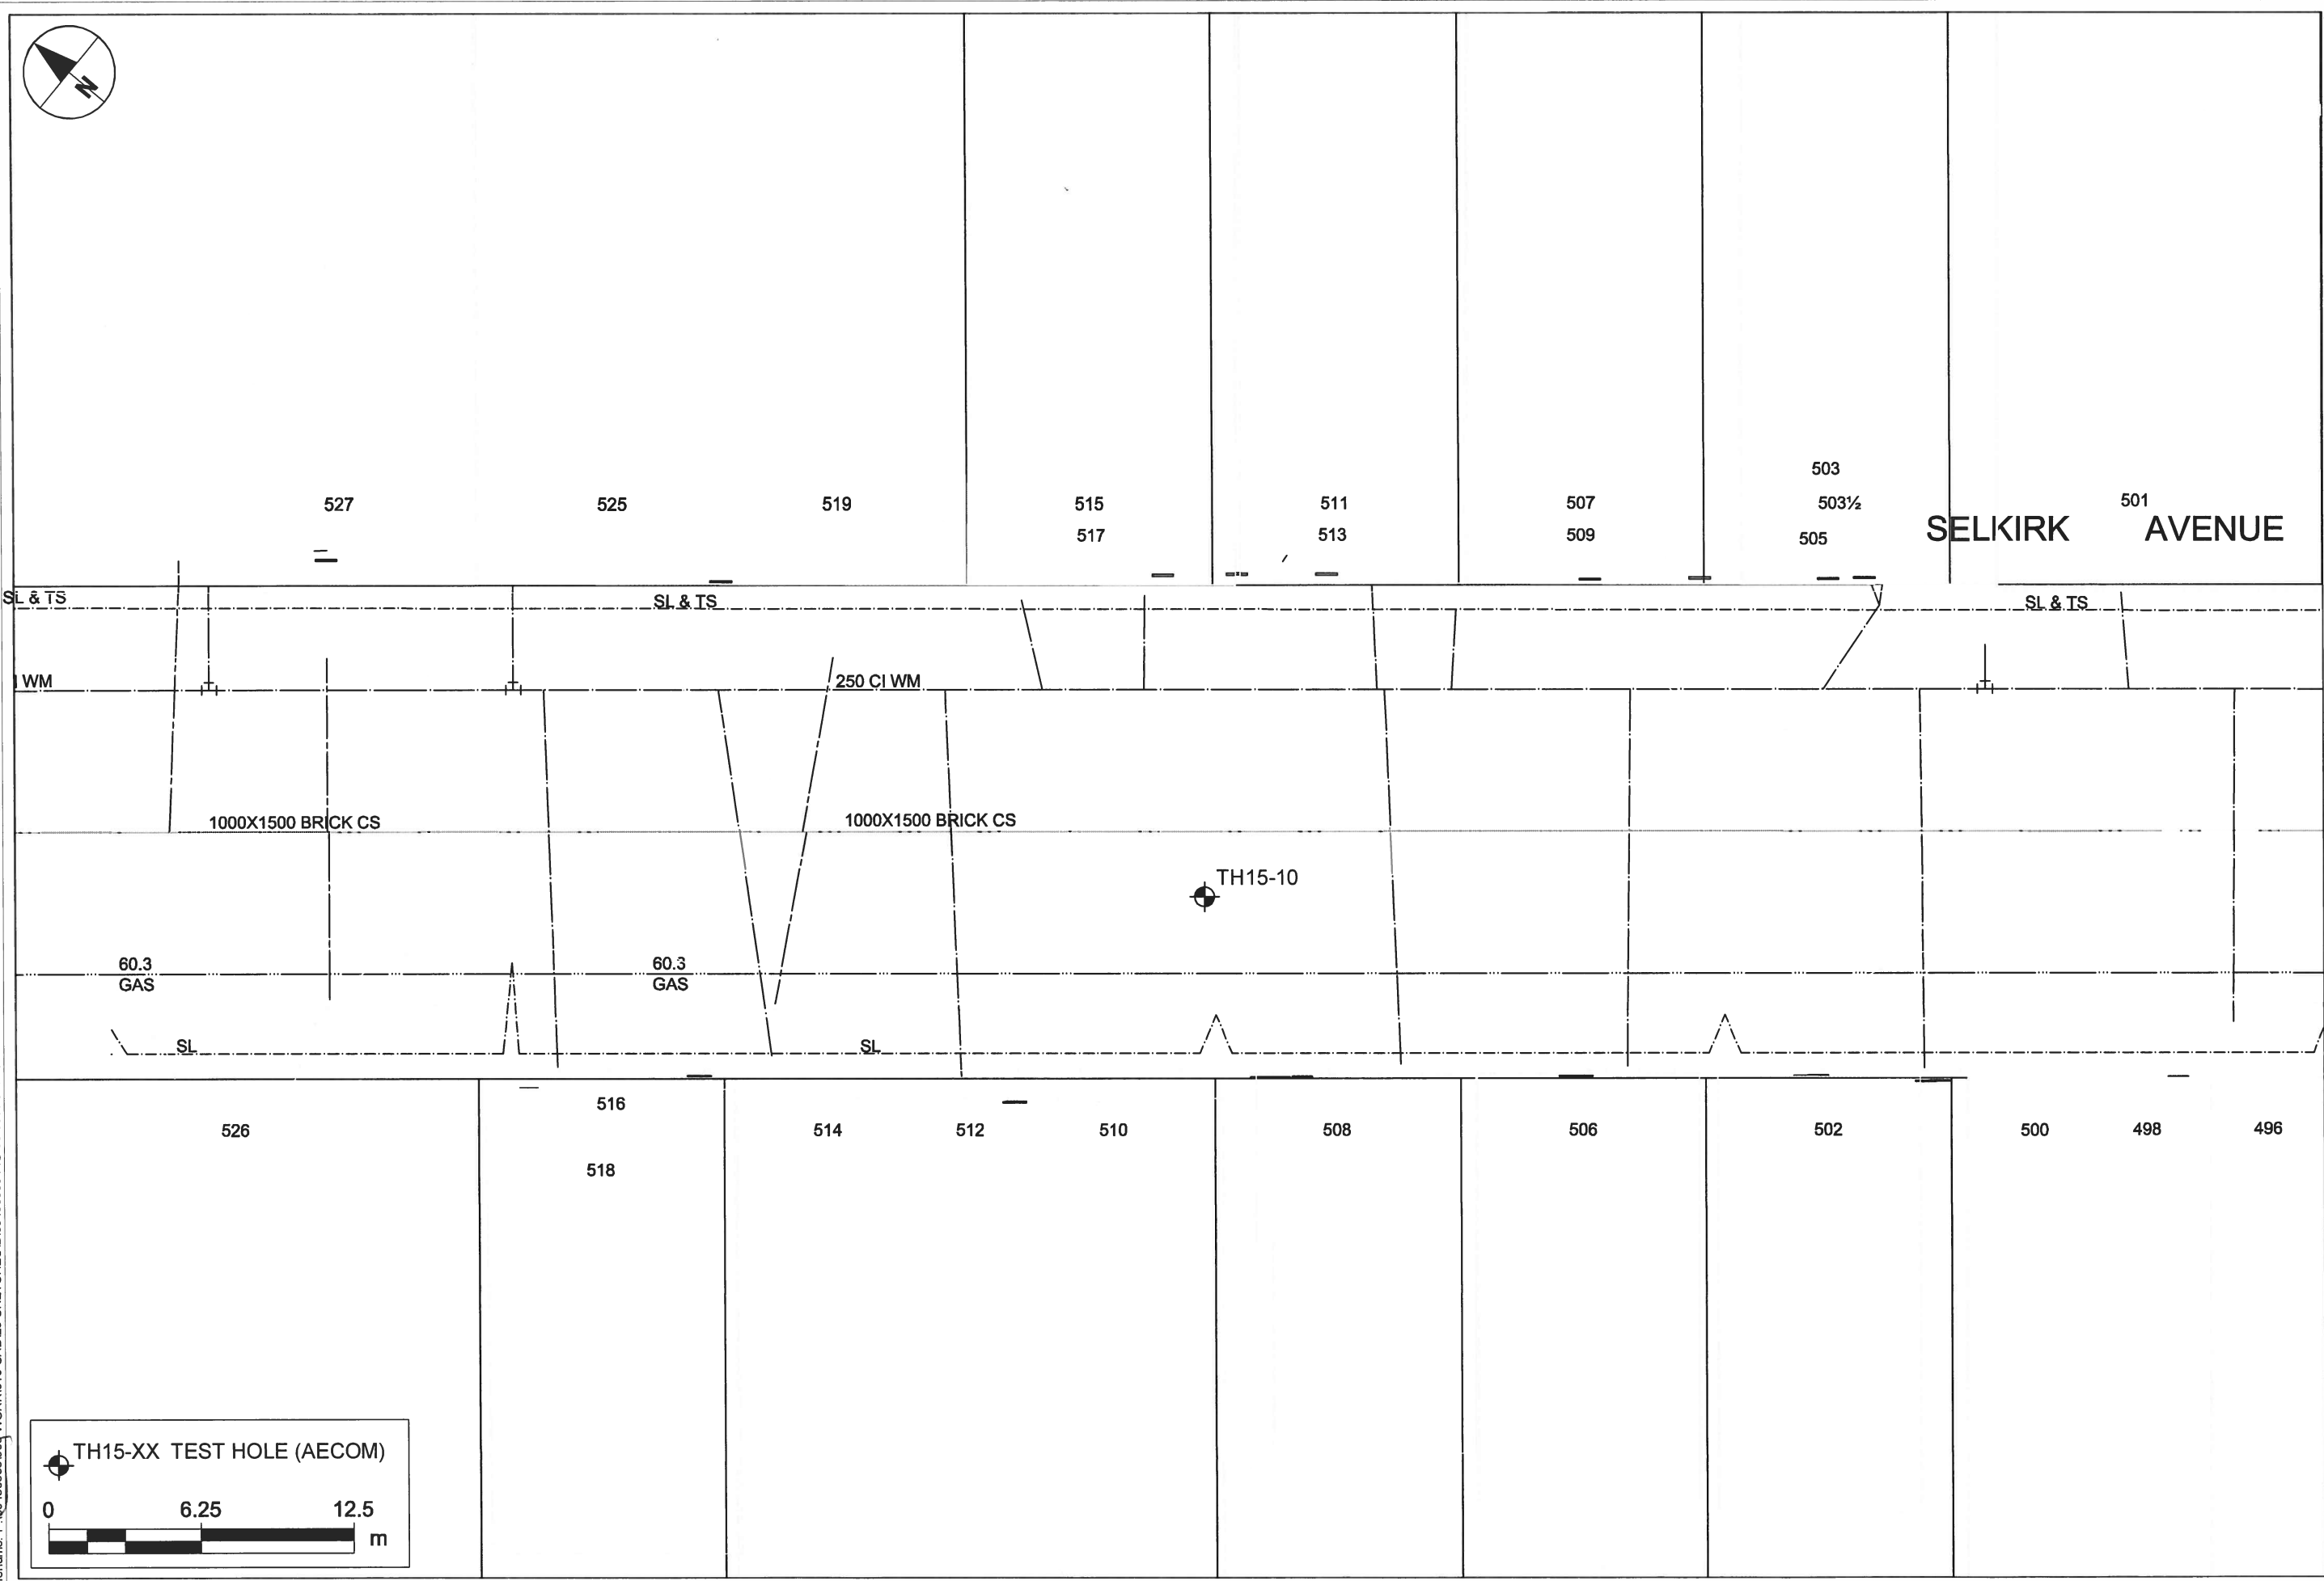 N
503
527 525 519 515 511 507 503½ 501
517 513 509 505 SELKIRK AVENUE
SL & TS SL & TS SL & TS
WM 250 CI WM
1000X1500 BRICK CS 1000X1500 BRICK CS
TH15-10
60.3 60.3
GAS GAS
SL SL
516
526 514 512 510 508 506 502 500 498 496
518
TH15-XX TEST HOLE (AECOM)
0 6.25 12.5
m